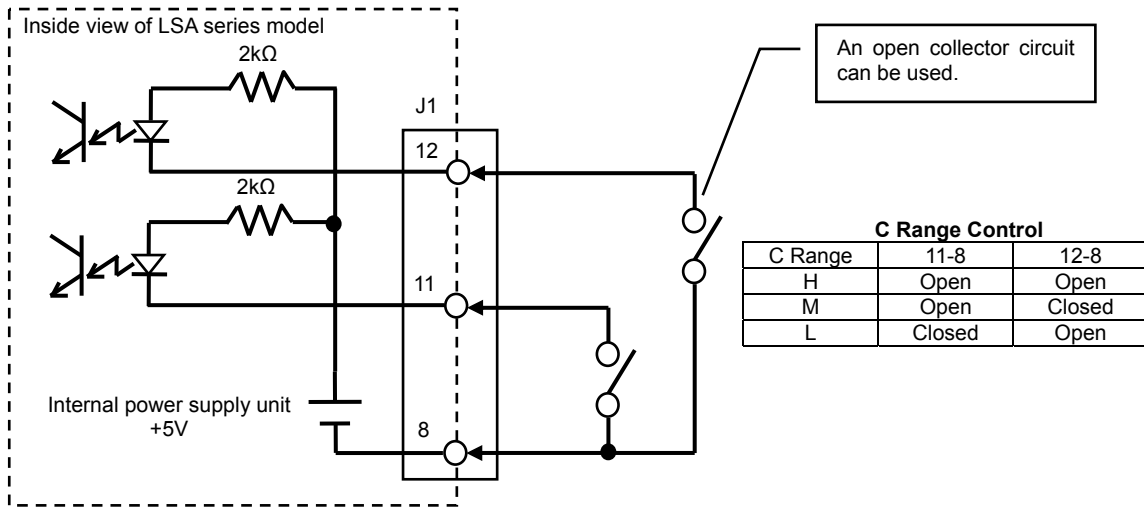 Inside view of LSA series model
2kΩ
J1
12
2kΩ
11
Internal power supply unit
+5V
8
An open collector circuit
can be used.
C Range Control
C Range 11-8 12-8
H Open Open
M Open Closed
L Closed Open